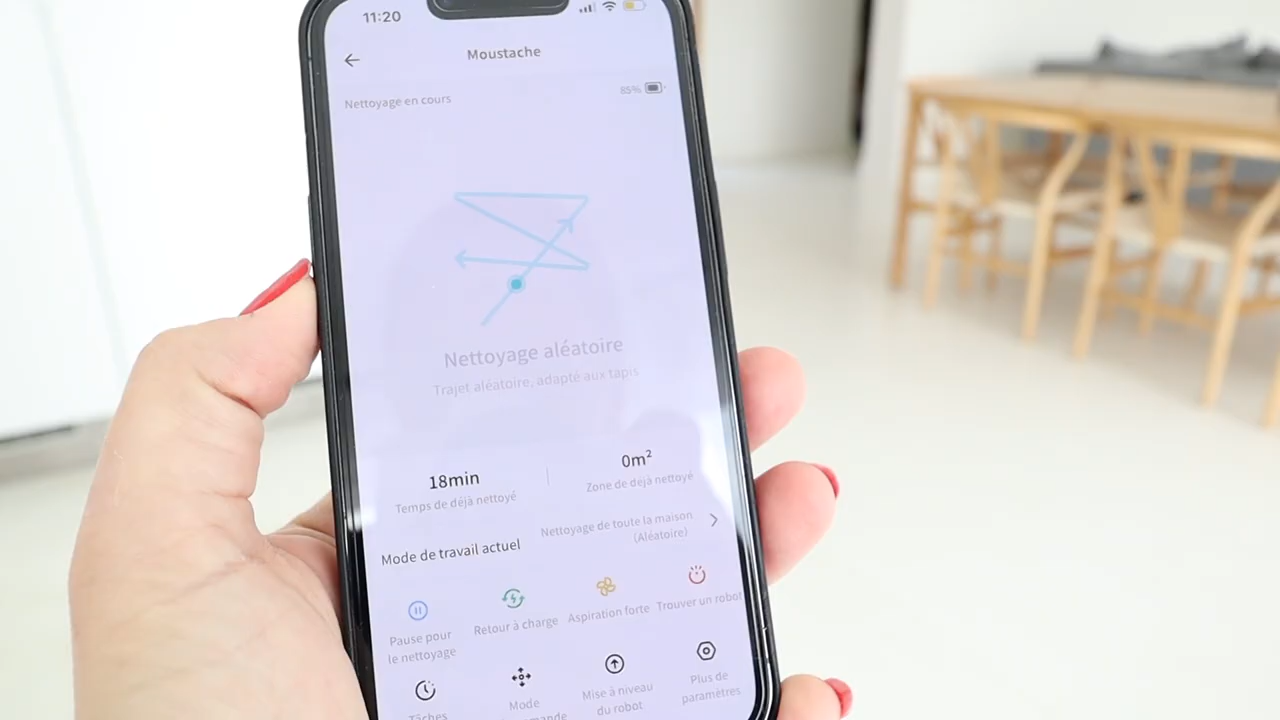 11:20
Moustache
Nettoyage en cours
85%
Nettoyage aléatoire
Trajet aléatoire, adapté aux tapis
18min
0m²
Temps de déjà nettoyé
Zone de déjà nettoyé
Mode de travail actuel
Nettoyage de toute la maison
(Aléatoire)
Pause pour
le nettoyage
Retour à charge
Aspiration forte
Trouver un robot
Tâches
Mode
Mise à niveau
du robot
Plus de
paramètres